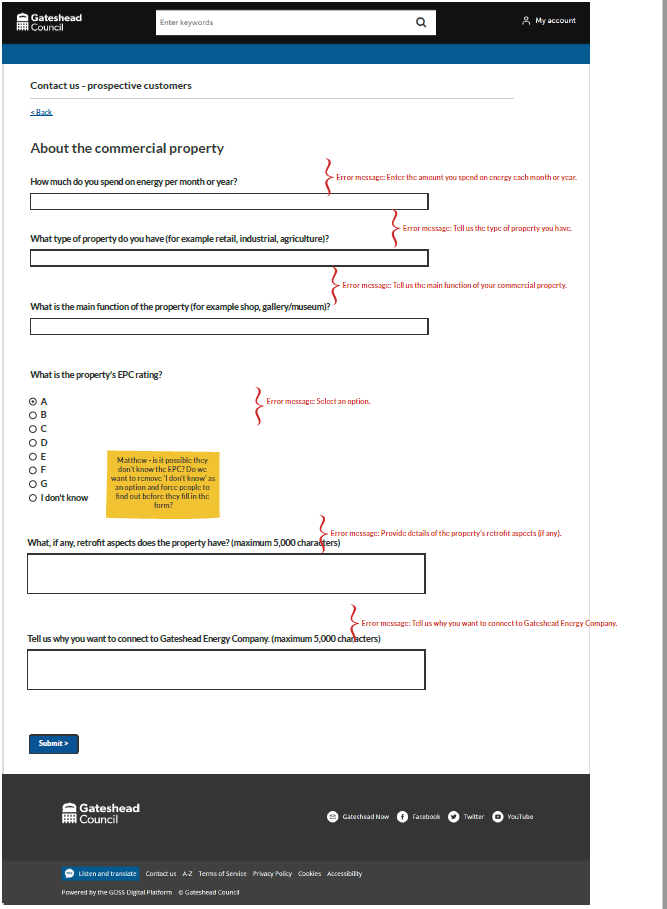 Gateshead
Council
Enter keywords
My account
Contact us - prospective customers
< Back
About the commercial property
Error message: Enter the amount you spend on energy each month or year.
How much do you spend on energy per month or year?
Error message: Tell us the type of property you have.
What type of property do you have (for example retail, industrial, agriculture)?
Error message: Tell us the main function of your commercial property.
What is the main function of the property (for example shop, gallery/museum)?
What is the property's EPC rating?
A
Error message: Select an option.
B
C
D
E
F
G
I don't know
Matthew - is it possible they
don't know the EPC? Do we
want to remove 'I don't know' as
an option and force people to
find out before they fill in the
form?
Error message: Provide details of the property's retrofit aspects (if any).
What, if any, retrofit aspects does the property have? (maximum 5,000 characters)
Error message: Tell us why you want to connect to Gateshead Energy Company.
Tell us why you want to connect to Gateshead Energy Company. (maximum 5,000 characters)
Submit >
Gateshead
Council
Gateshead Now Facebook Twitter YouTube
Listen and translate Contact us A-Z Terms of Service Privacy Policy Cookies Accessibility
Powered by the GOSS Digital Platform © Gateshead Council